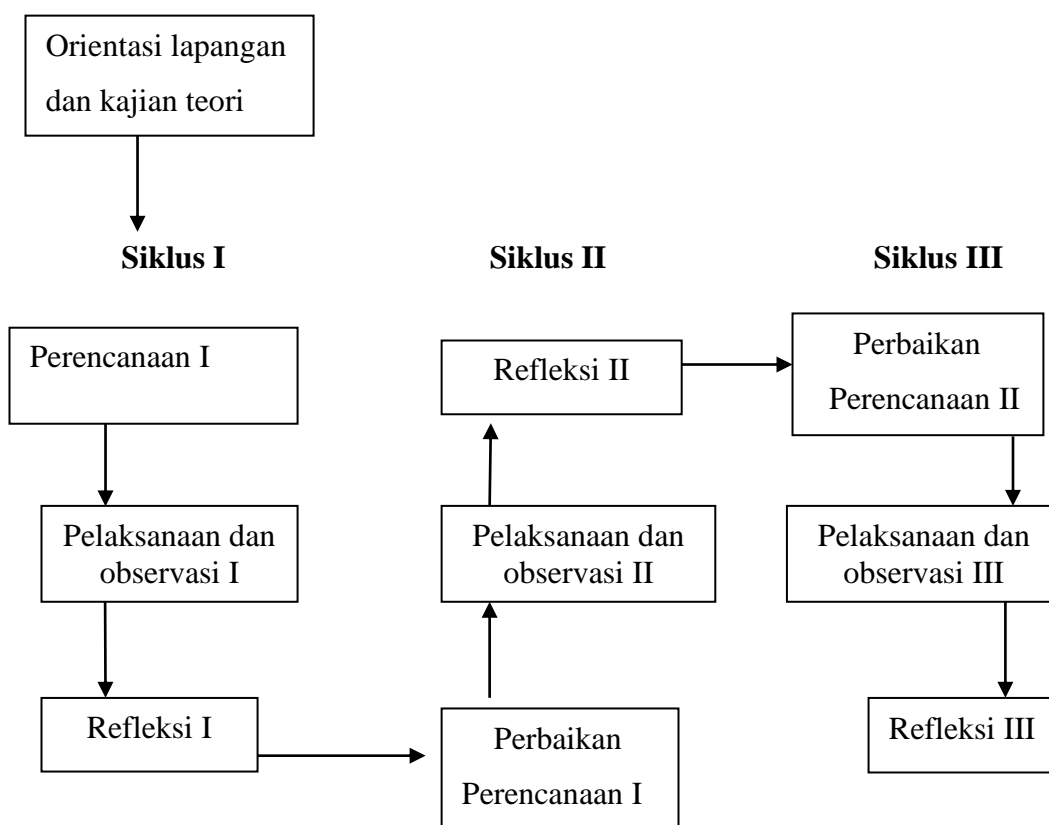 Orientasi lapangan
dan kajian teori
Siklus I
Siklus II
Siklus III
Perencanaan I
Refleksi II
Perbaikan
Perencanaan II
Pelaksanaan dan
observasi I
Pelaksanaan dan
observasi II
Pelaksanaan dan
observasi III
Refleksi I
Perbaikan
Perencanaan I
Refleksi III